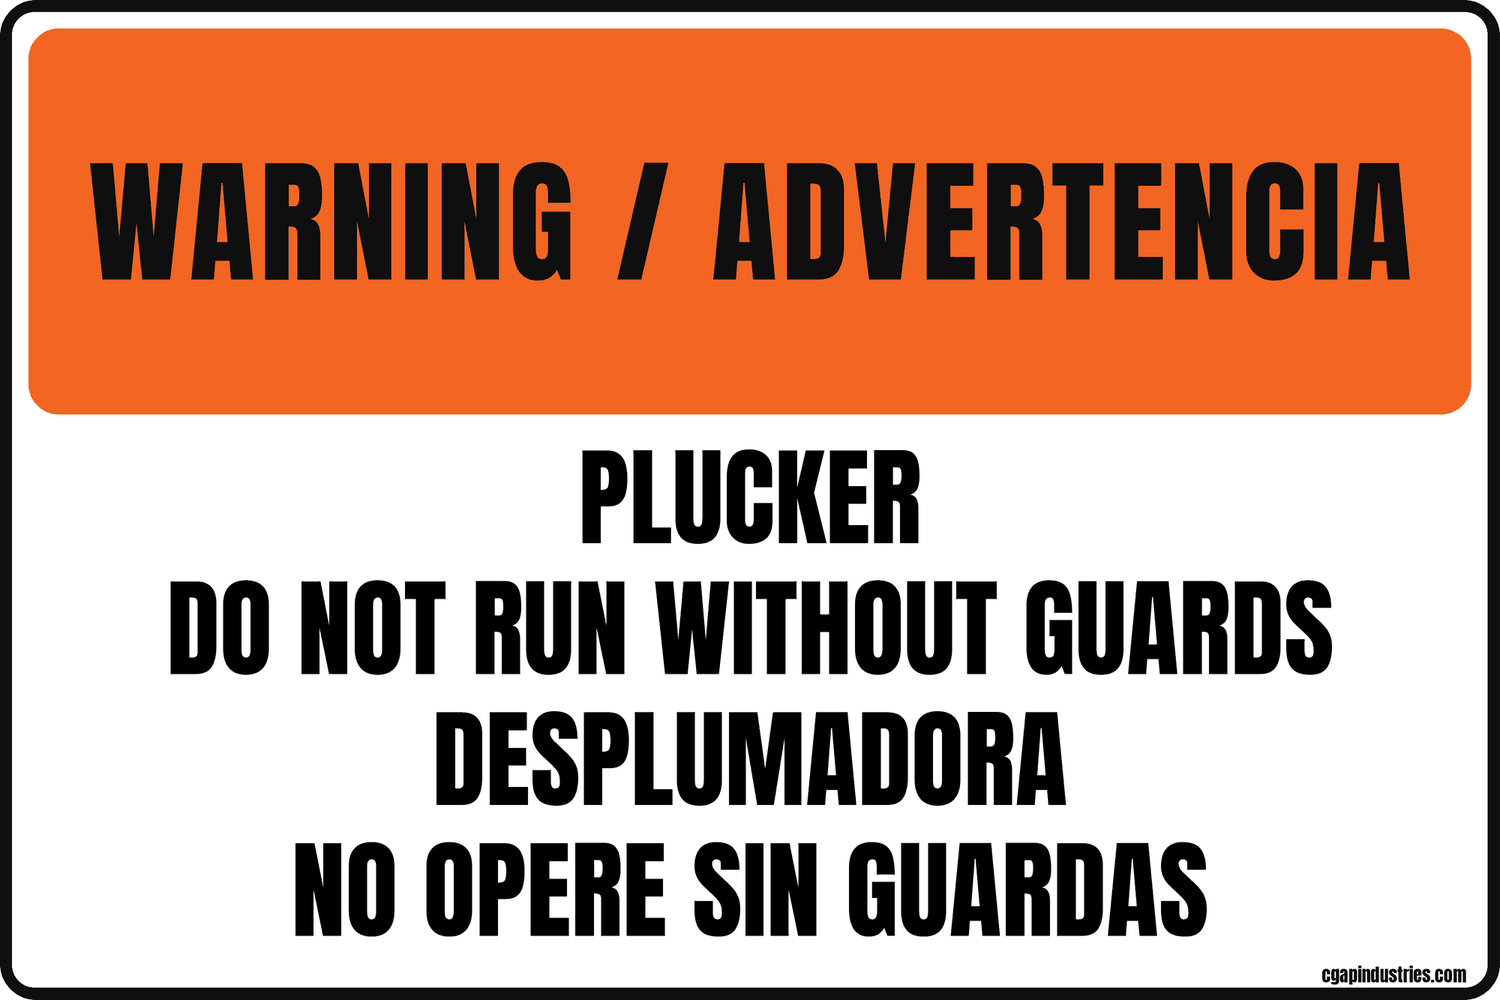 WARNING / ADVERTENCIA
PLUCKER
DO NOT RUN WITHOUT GUARDS
DESPLUMADORA
NO OPERE SIN GUARDAS
cgapindustries.com